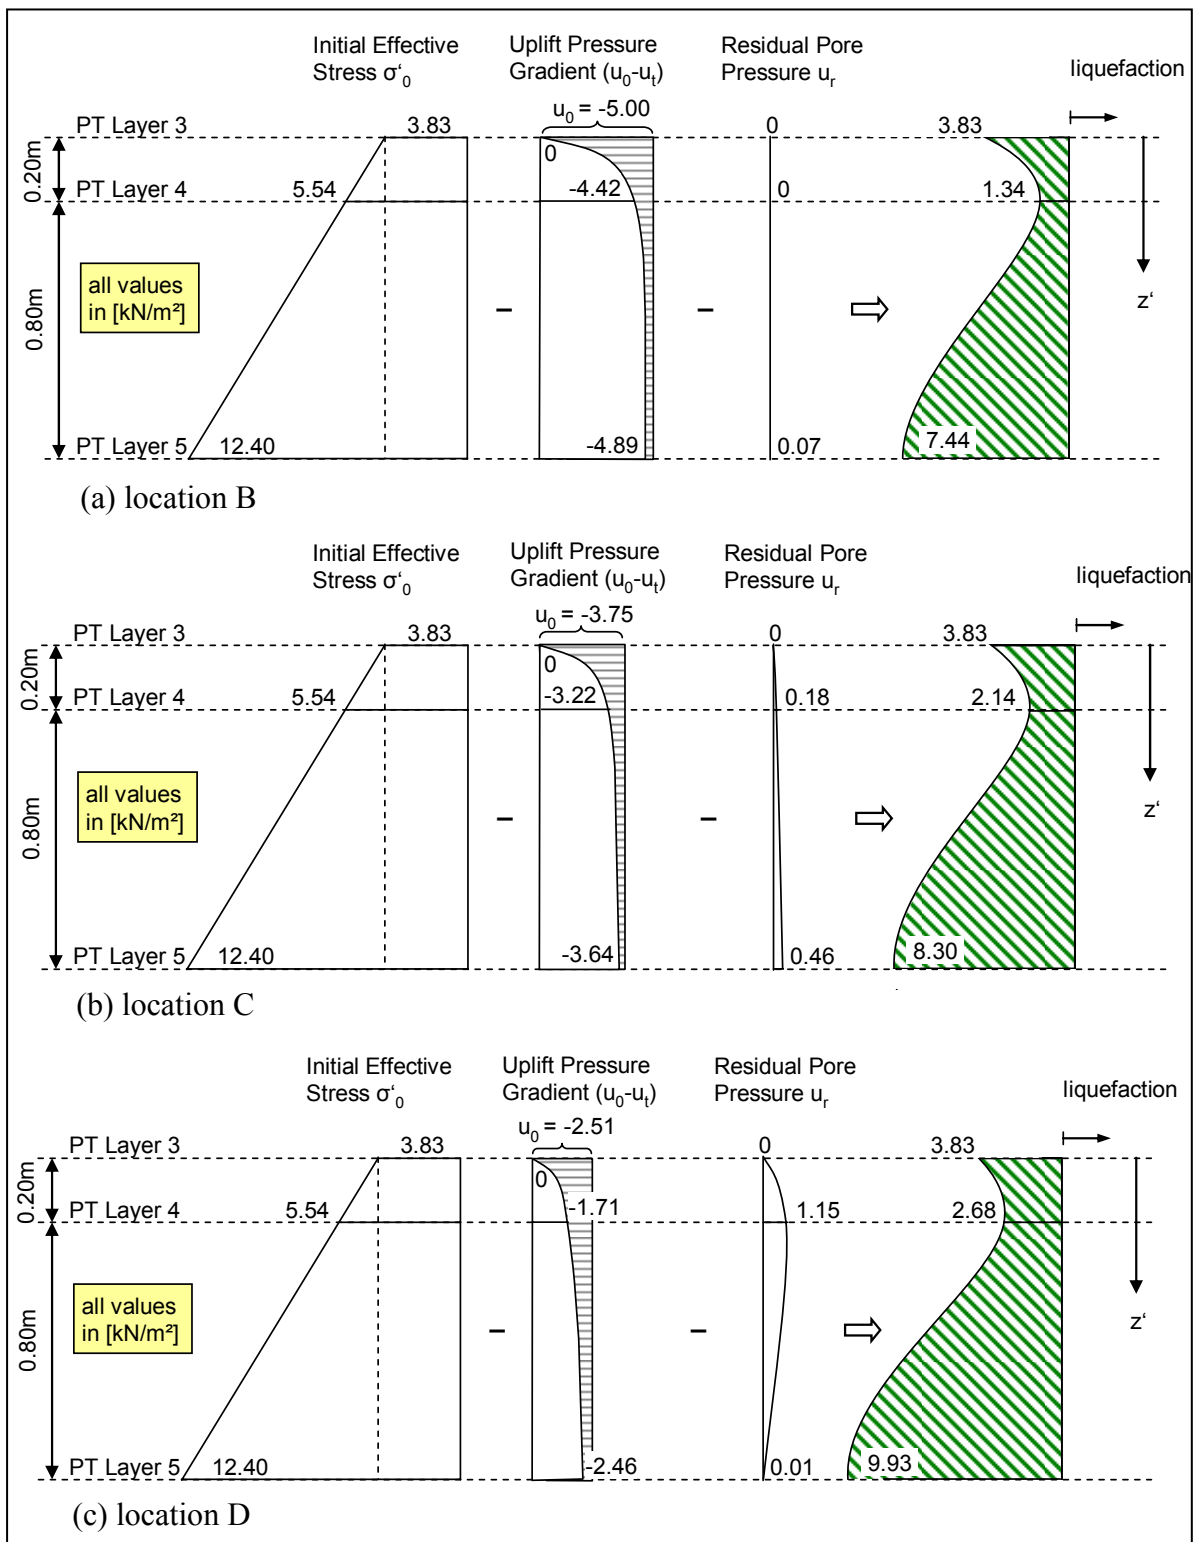 Initial Effective Stress σ‘0
Uplift Pressure Gradient (u0-ut)
Residual Pore Pressure ur
liquefaction
u0 = -5.00
PT Layer 3
3.83
0
0
3.83
0.20m
PT Layer 4
5.54
-4.42
0
1.34
0.80m
all values
in [kN/m²]
–
–
z‘
PT Layer 5
12.40
-4.89
0.07
7.44
(a) location B
Initial Effective Stress σ‘0
Uplift Pressure Gradient (u0-ut)
Residual Pore Pressure ur
liquefaction
u0 = -3.75
PT Layer 3
3.83
0
0
3.83
0.20m
PT Layer 4
5.54
-3.22
0.18
2.14
0.80m
all values
in [kN/m²]
–
–
z‘
PT Layer 5
12.40
-3.64
0.46
8.30
(b) location C
Initial Effective Stress σ‘0
Uplift Pressure Gradient (u0-ut)
Residual Pore Pressure ur
liquefaction
u0 = -2.51
PT Layer 3
3.83
0
0
3.83
0.20m
PT Layer 4
5.54
-1.71
1.15
2.68
0.80m
all values
in [kN/m²]
–
–
z‘
PT Layer 5
12.40
-2.46
0.01
9.93
(c) location D